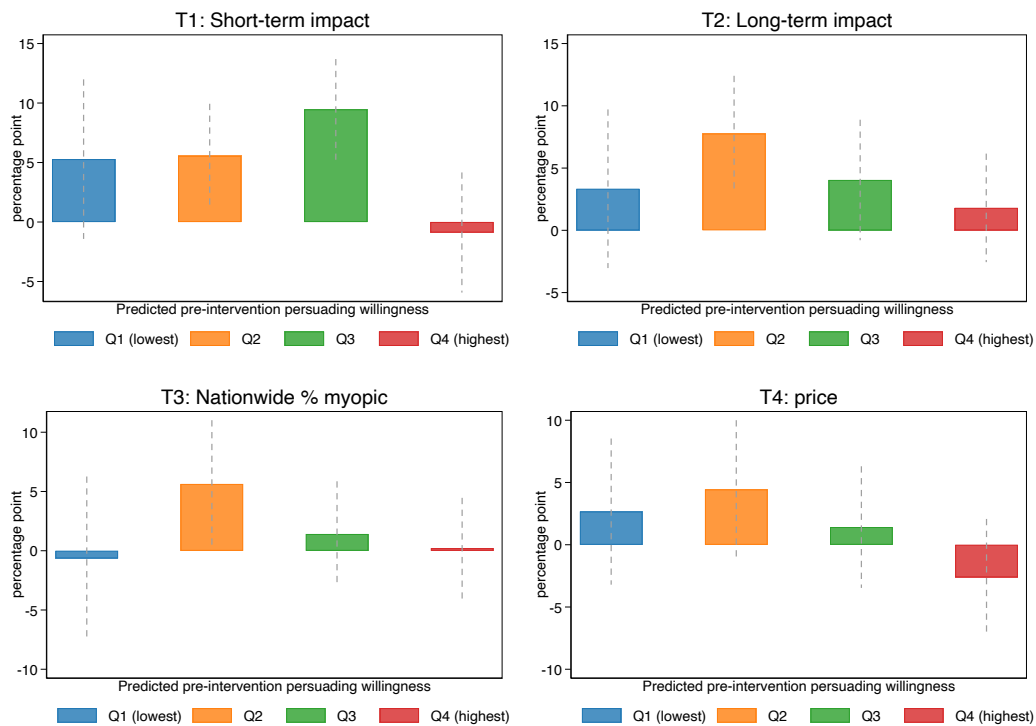 T1: Short-term impact
percentage point
15
10
5
0
-5
Predicted pre-intervention persuading willingness
Q1 (lowest) Q2 Q3 Q4 (highest)
T2: Long-term impact
percentage point
15
10
5
0
-5
Predicted pre-intervention persuading willingness
Q1 (lowest) Q2 Q3 Q4 (highest)
T3: Nationwide % myopic
percentage point
10
5
0
-5
-10
Predicted pre-intervention persuading willingness
Q1 (lowest) Q2 Q3 Q4 (highest)
T4: price
percentage point
10
5
0
-5
-10
Predicted pre-intervention persuading willingness
Q1 (lowest) Q2 Q3 Q4 (highest)